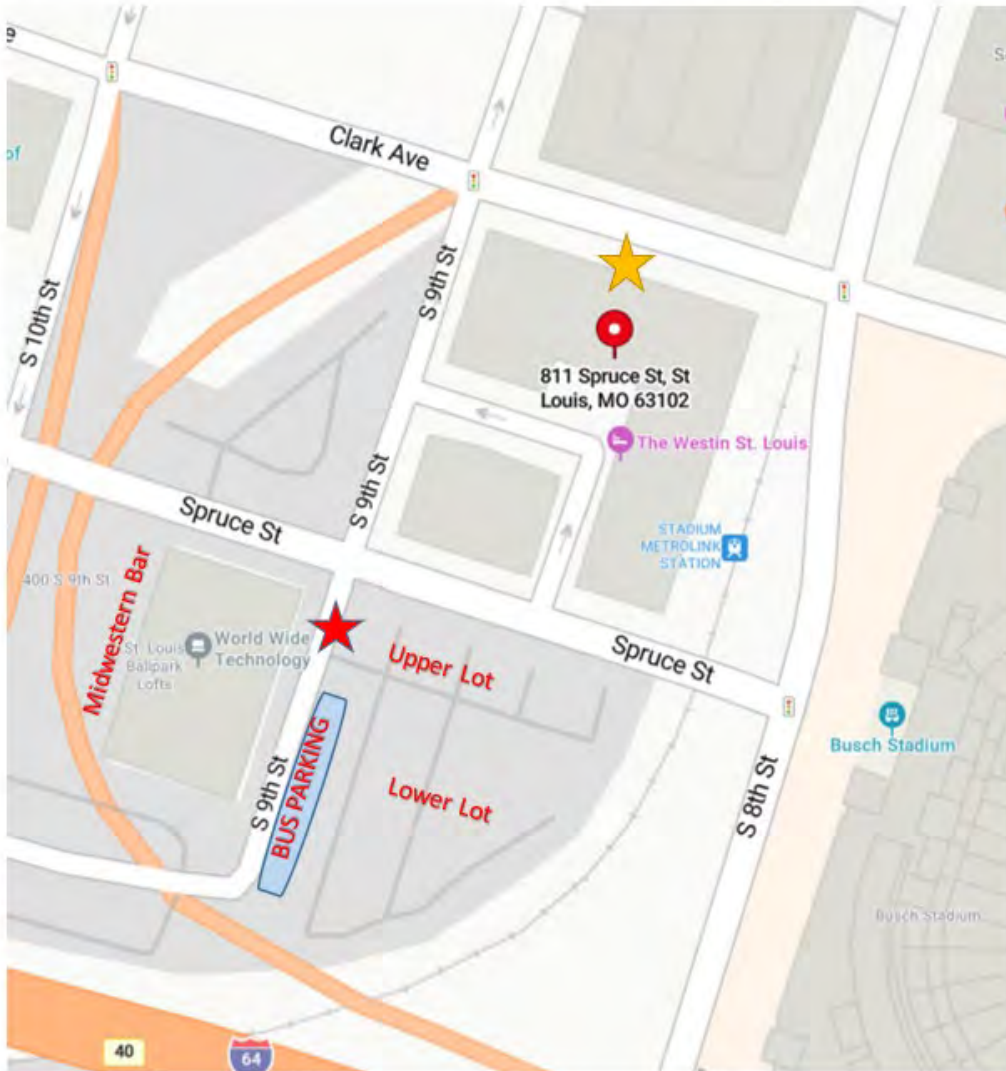 e
S
Clark Ave
of
S 10th St
S 9th St
811 Spruce St, St
Louis, MO 63102
The Westin St. Louis
S 9th St
Spruce St
STADIUM
METROLINK
STATION
400 S 9th St
Midwestern Bar
St. Louis
Ballpark
Lofts
World Wide
Technology
Upper Lot
Spruce St
Busch Stadium
BUS PARKING
S 9th St
Lower Lot
S 8th St
Busch Stadium
40
64